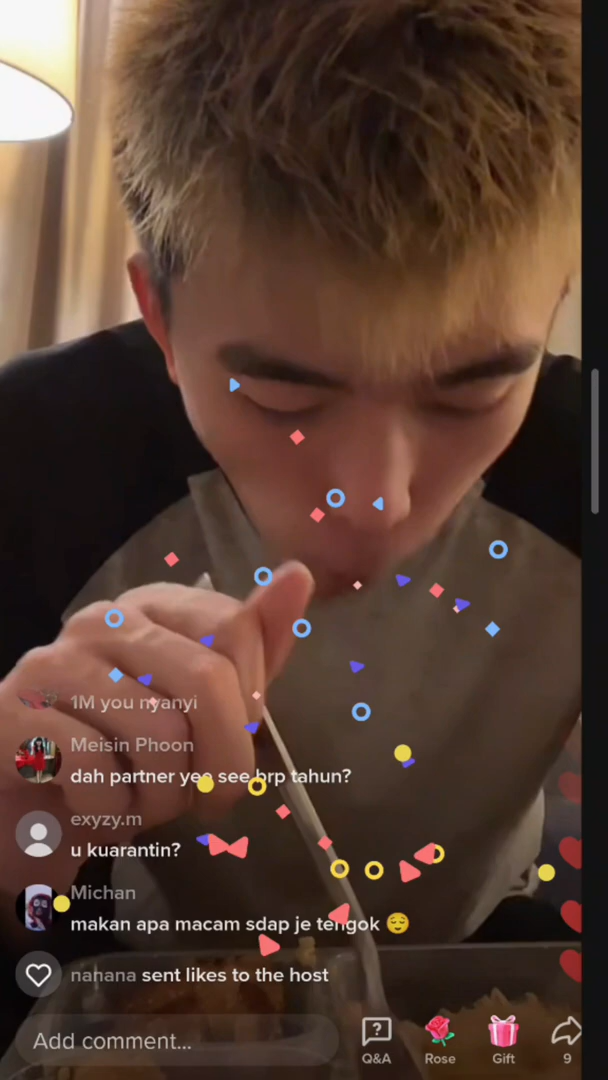 1M you nyanyi
Meisin Phoon
dah partner yee see brp tahun?
exyzy.m
u kuarantin?
Michan
makan apa macam sdap je tengok 😌
nanana sent likes to the host
Add comment...
?
Q&A
Rose
Gift
9